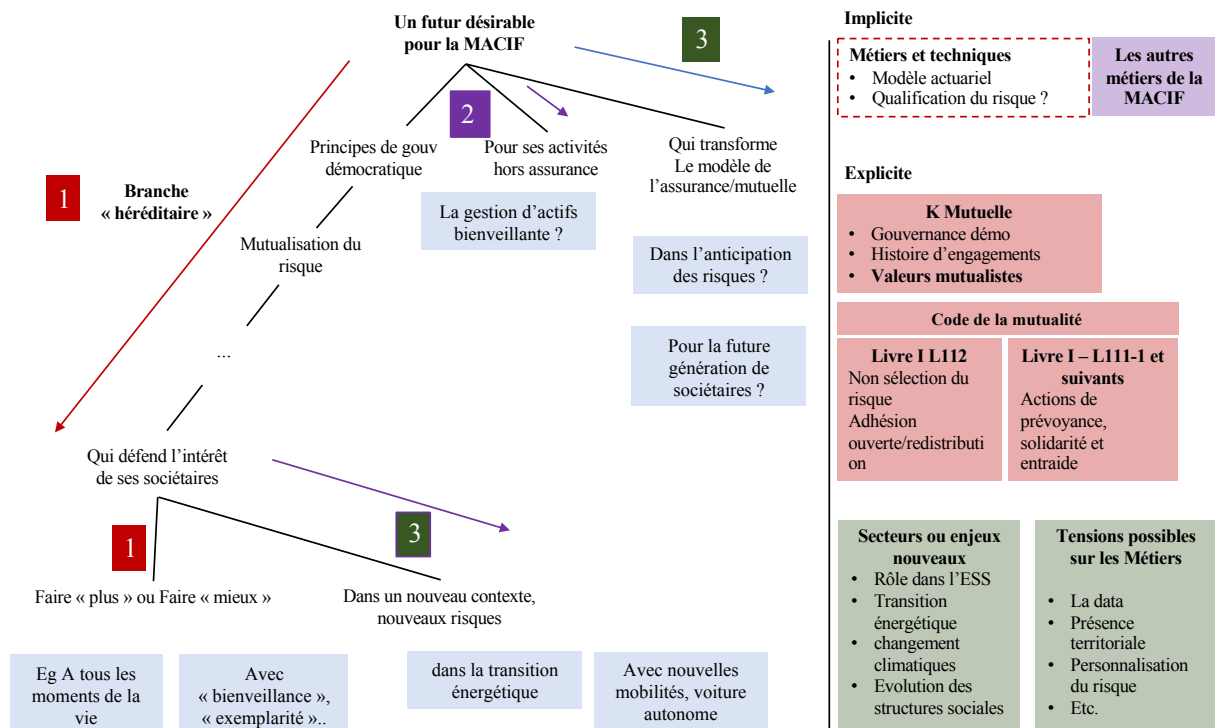 Un futur désirable
pour la MACIF
3
1
Branche
« héréditaire »
2
Principes de gouv
démocratique
Pour ses activités
hors assurance
Qui transforme
Le modèle de
l'assurance/mutuelle
La gestion d'actifs
bienveillante ?
Mutualisation du
risque
Dans l'anticipation
des risques ?
...
Pour la future
génération de
sociétaires ?
Qui défend l'intérêt
de ses sociétaires
1
3
Faire « plus » ou Faire « mieux »
Dans un nouveau contexte,
nouveaux risques
Eg A tous les
moments de la
vie
Avec
« bienveillance »,
« exemplarité »..
dans la transition
énergétique
Avec nouvelles
mobilités, voiture
autonome
Implicite
Métiers et techniques
• Modèle actuariel
• Qualification du risque ?
Les autres
métiers de la
MACIF
Explicite
K Mutuelle
• Gouvernance démo
• Histoire d'engagements
• Valeurs mutualistes
Code de la mutualité
Livre I L112
Non sélection du
risque
Adhésion
ouverte/redistributi
on
Livre I – L111-1 et
suivants
Actions de
prévoyance,
solidarité et
entraide
Secteurs ou enjeux
nouveaux
• Rôle dans l'ESS
• Transition
énergétique
• changement
climatiques
• Evolution des
structures sociales
Tensions possibles
sur les Métiers
• La data
• Présence
territoriale
• Personnalisation
du risque
• Etc.